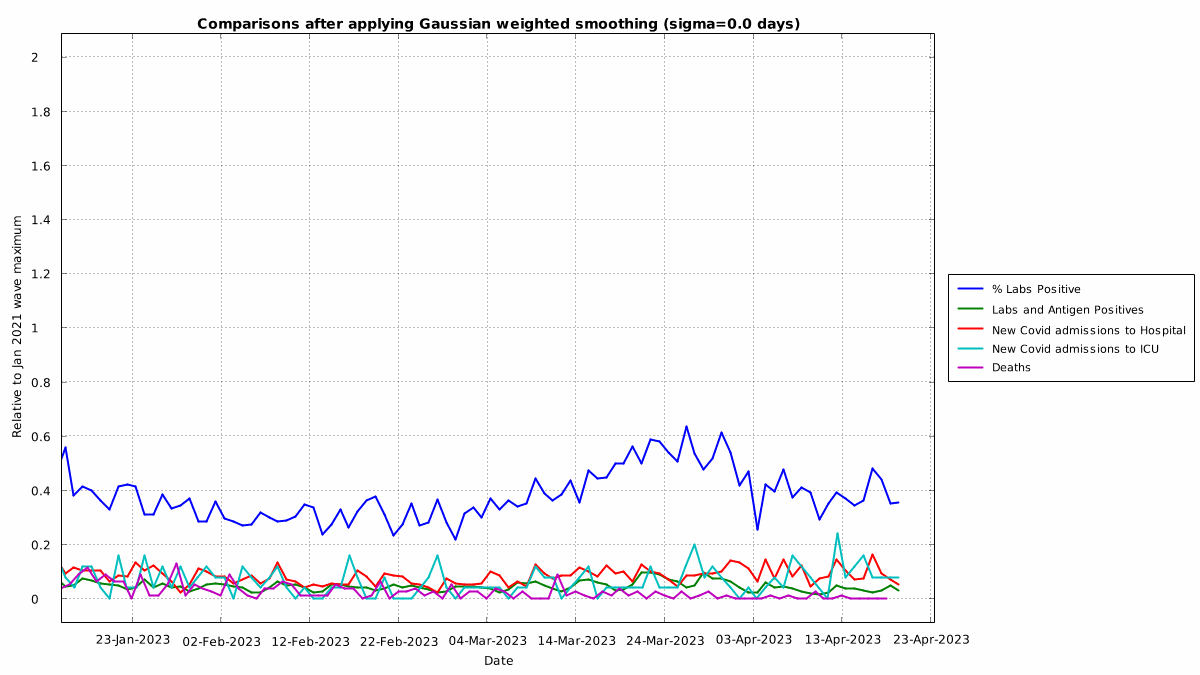 Comparisons after applying Gaussian weighted smoothing (sigma=0.0 days)
Relative to Jan 2021 wave maximum
2
1.8
1.6
1.4
1.2
1
0.8
0.6
0.4
0.2
0
23-Jan-2023 02-Feb-2023 12-Feb-2023 22-Feb-2023 04-Mar-2023 14-Mar-2023 24-Mar-2023 03-Apr-2023 13-Apr-2023 23-Apr-2023
Date
% Labs Positive
Labs and Antigen Positives
New Covid admissions to Hospital
New Covid admissions to ICU
Deaths